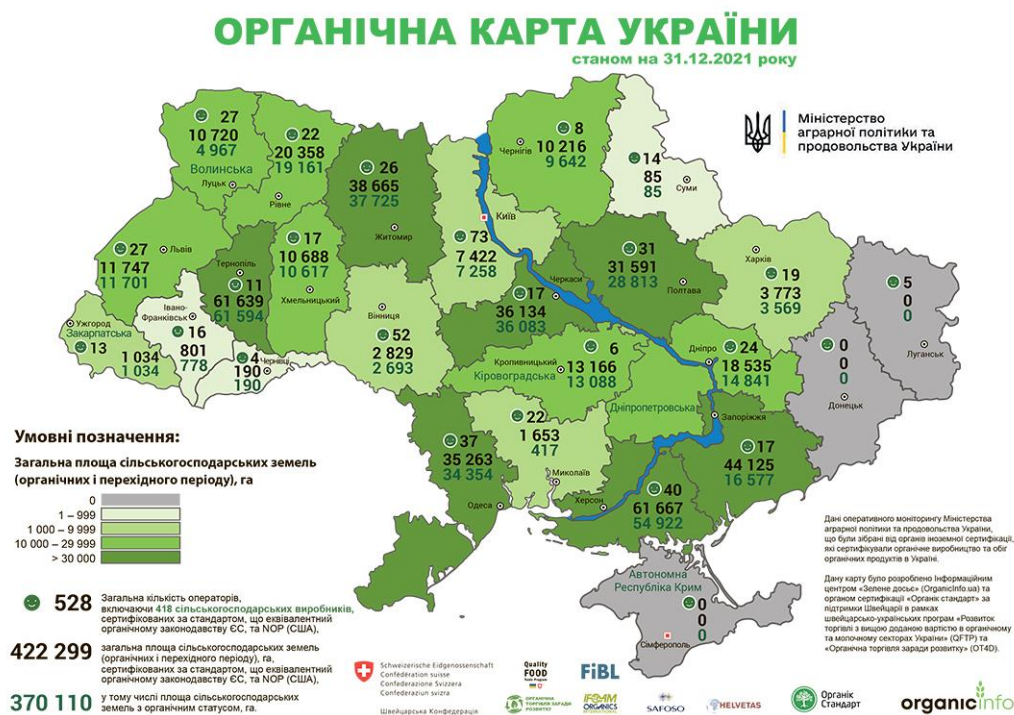 ОРГАНІЧНА КАРТА УКРАЇНИ
станом на 31.12.2021 року
Міністерство
аграрної політики та
продовольства України
27
10 720
4 967
Волинська
Луцьк
22
20 358
19 161
Рівне
26
38 665
37 725
Житомир
Київ
73
7 422
7 258
8
Чернігів
10 216
9 642
14
85
85
Суми
27
Львів
11 747
11 701
Тернопіль
11
61 639
61 594
17
10 688
10 617
Хмельницький
Черкаси
17
36 134
36 083
31
31 591
28 813
Полтава
Харків
19
3 773
3 569
5
0
0
Луганськ
Ужгород
Закарпатська
13
1 034
1 034
Івано-
Франківськ
16
801
778
4
Чернівці
190
190
Вінниця
52
2 829
2 693
6
Кропивницький
13 166
Кіровоградська
13 088
Дніпро
24
18 535
14 841
Дніпропетровська
0
0
0
Донецьк
37
35 263
34 354
Одеса
22
1 653
417
Миколаїв
Херсон
40
61 667
54 922
Запоріжжя
17
44 125
16 577
Автономна
Республіка Крим
0
0
0
Сімферополь
Умовні позначення:
Загальна площа сільськогосподарських земель
(органічних і перехідного періоду), га
0
1 – 999
1 000 – 9 999
10 000 – 29 999
> 30 000
528
Загальна кількість операторів,
включаючи 418 сільськогосподарських виробників,
сертифікованих за стандартом, що еквівалентний
органічному законодавству ЄС, та NOP (США),
422 299
загальна площа сільськогосподарських земель
(органічних і перехідного періоду), га,
сертифікованих за стандартом, що еквівалентний
органічному законодавству ЄС, та NOP (США),
370 110
у тому числі площа сільськогосподарських
земель з органічним статусом, га.
Дані оперативного моніторингу Міністерства
аграрної політики та продовольства України,
що були зібрані від органів іноземної сертифікації,
які сертифікували органічне виробництво та обіг
органічних продуктів в Україні.
Дану карту було розроблено Інформаційним
центром «Зелене досьє» (OrganicInfo.ua) та
органом сертифікації «Органік стандарт» за
підтримки Швейцарії в рамках
швейцарсько-українських програм «Розвиток
торгівлі з вищою доданою вартістю в органічному
та молочному секторах України» (QFTP) та
«Органічна торгівля заради розвитку» (OT4D).
Schweizerische Eidgenossenschaft
Confédération suisse
Confederazione Svizzera
Confederaziun svizra
Швейцарська Конфедерація
Quality
FOOD
Trade Program
FiBL
ОРГАНІЧНА
ТОРГІВЛЯ ЗАРАДИ
РОЗВИТКУ
IFOAM
ORGANICS
INTERNATIONAL
SAFOSO
HELVETAS
Органік
Стандарт
organicinfo